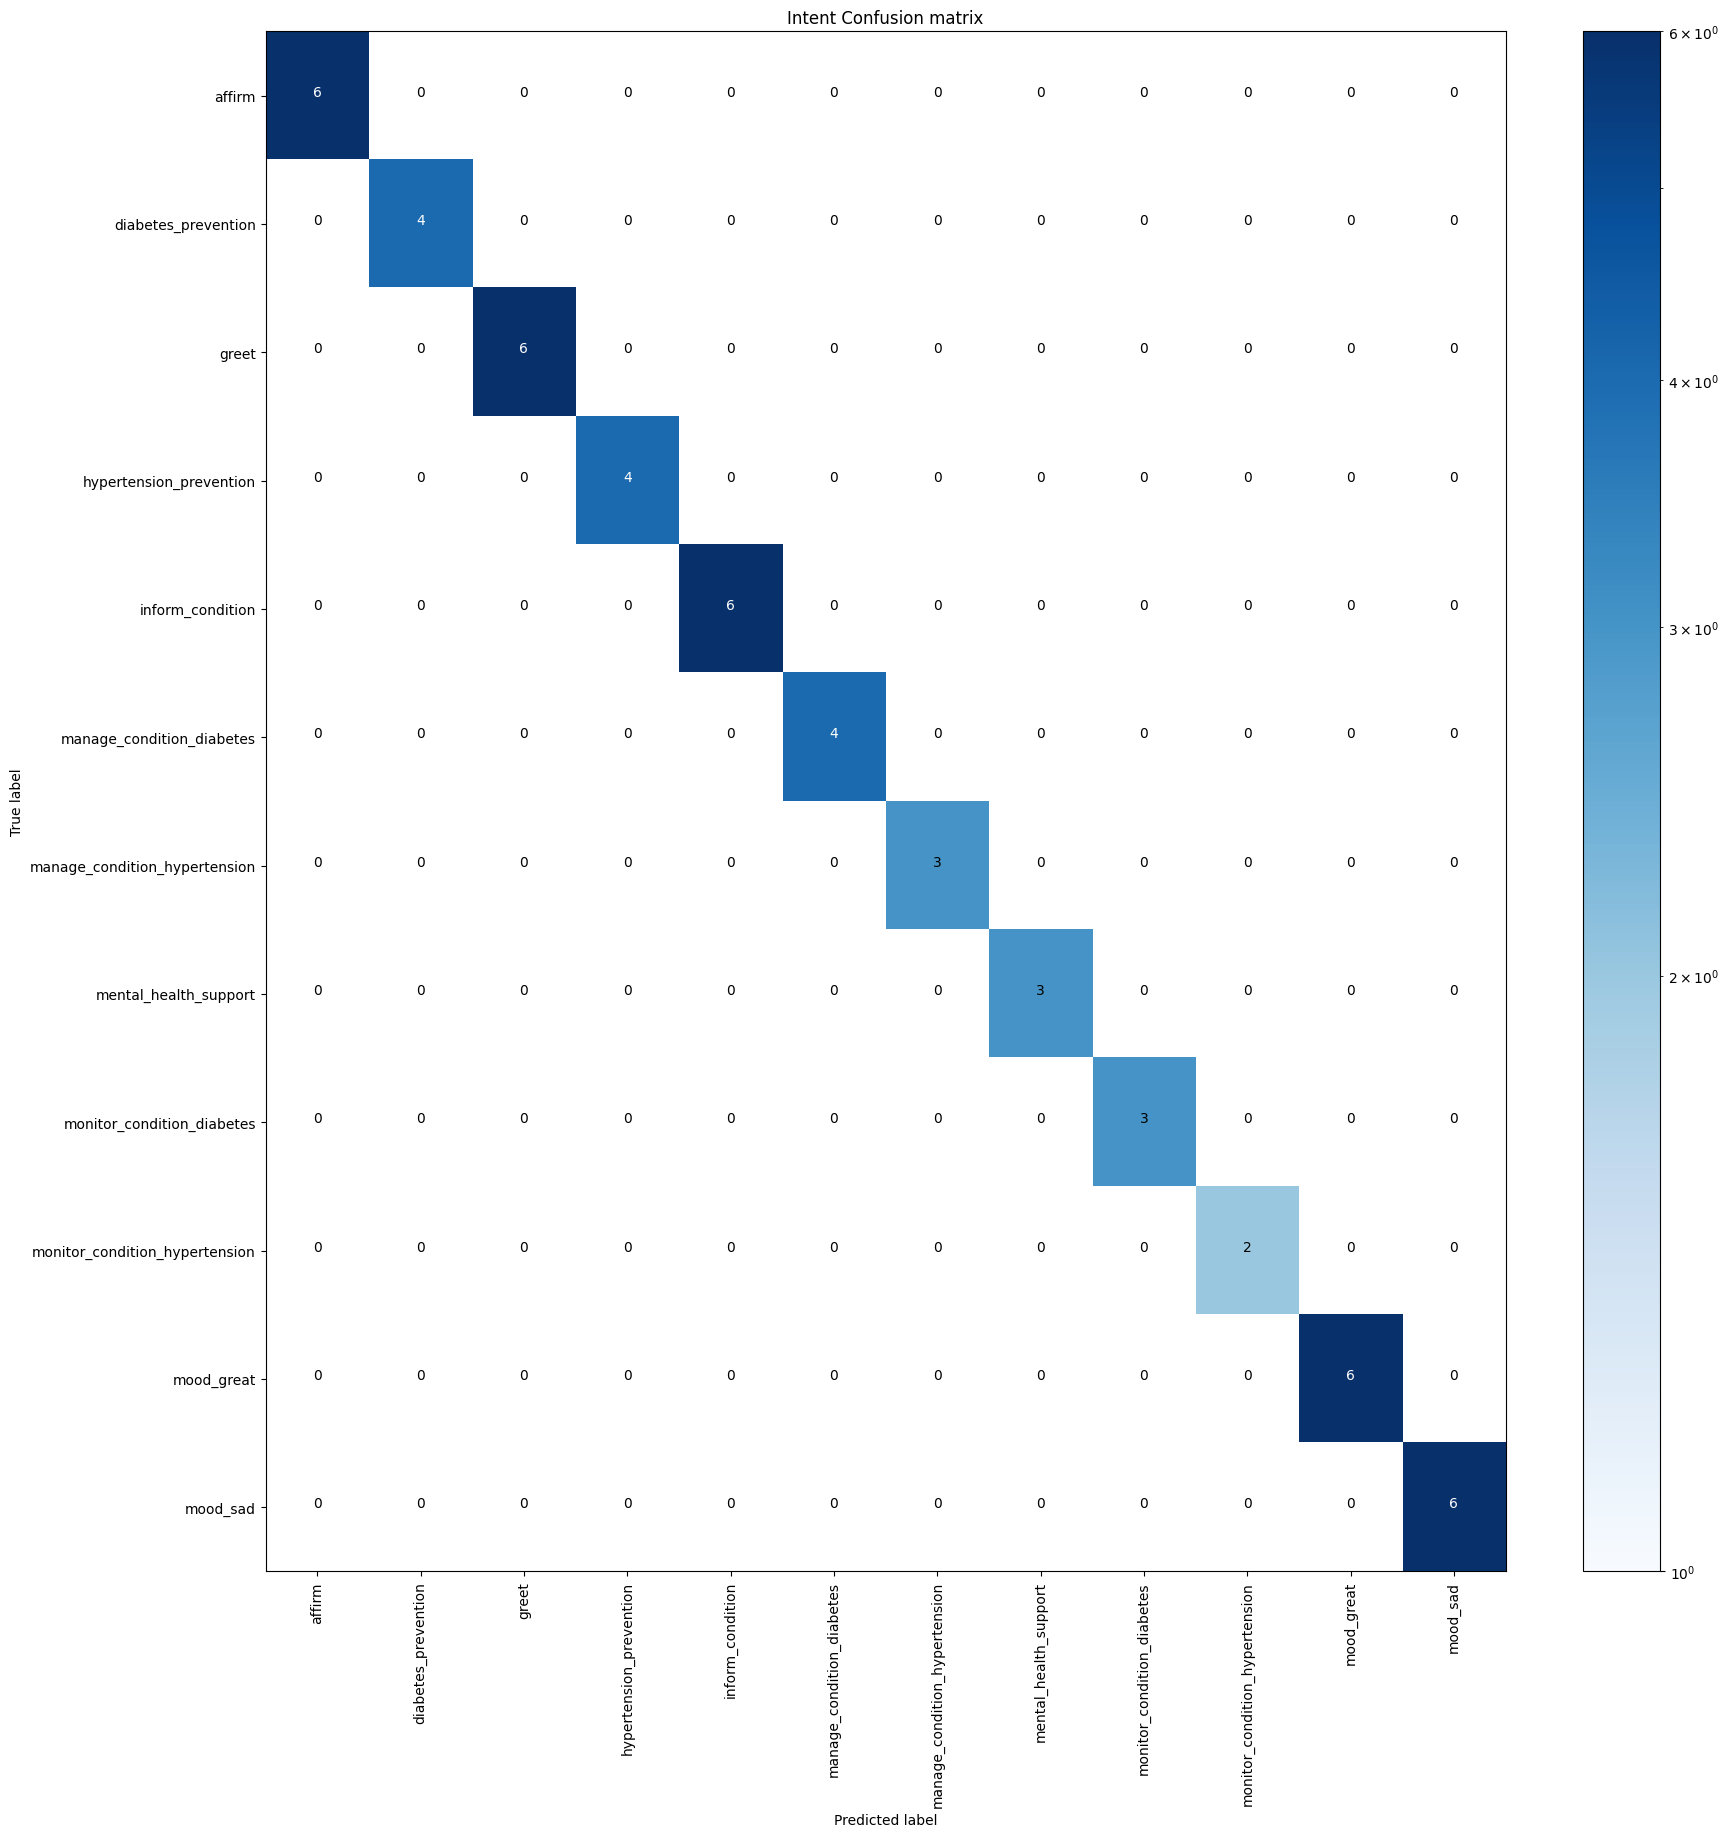 Intent Confusion matrix
affirm 6 0 0 0 0 0 0 0 0 0 0 0
diabetes_prevention 0 4 0 0 0 0 0 0 0 0 0 0
greet 0 0 6 0 0 0 0 0 0 0 0 0
hypertension_prevention 0 0 0 4 0 0 0 0 0 0 0 0
inform_condition 0 0 0 0 6 0 0 0 0 0 0 0
manage_condition_diabetes 0 0 0 0 0 4 0 0 0 0 0 0
manage_condition_hypertension 0 0 0 0 0 0 3 0 0 0 0 0
mental_health_support 0 0 0 0 0 0 0 3 0 0 0 0
monitor_condition_diabetes 0 0 0 0 0 0 0 0 3 0 0 0
monitor_condition_hypertension 0 0 0 0 0 0 0 0 0 2 0 0
mood_great 0 0 0 0 0 0 0 0 0 0 6 0
mood_sad 0 0 0 0 0 0 0 0 0 0 0 6
True label
affirm
diabetes_prevention
greet
hypertension_prevention
inform_condition
manage_condition_diabetes
manage_condition_hypertension
mental_health_support
monitor_condition_diabetes
monitor_condition_hypertension
mood_great
mood_sad
Predicted label
6 × 10⁰
4 × 10⁰
3 × 10⁰
2 × 10⁰
10⁰